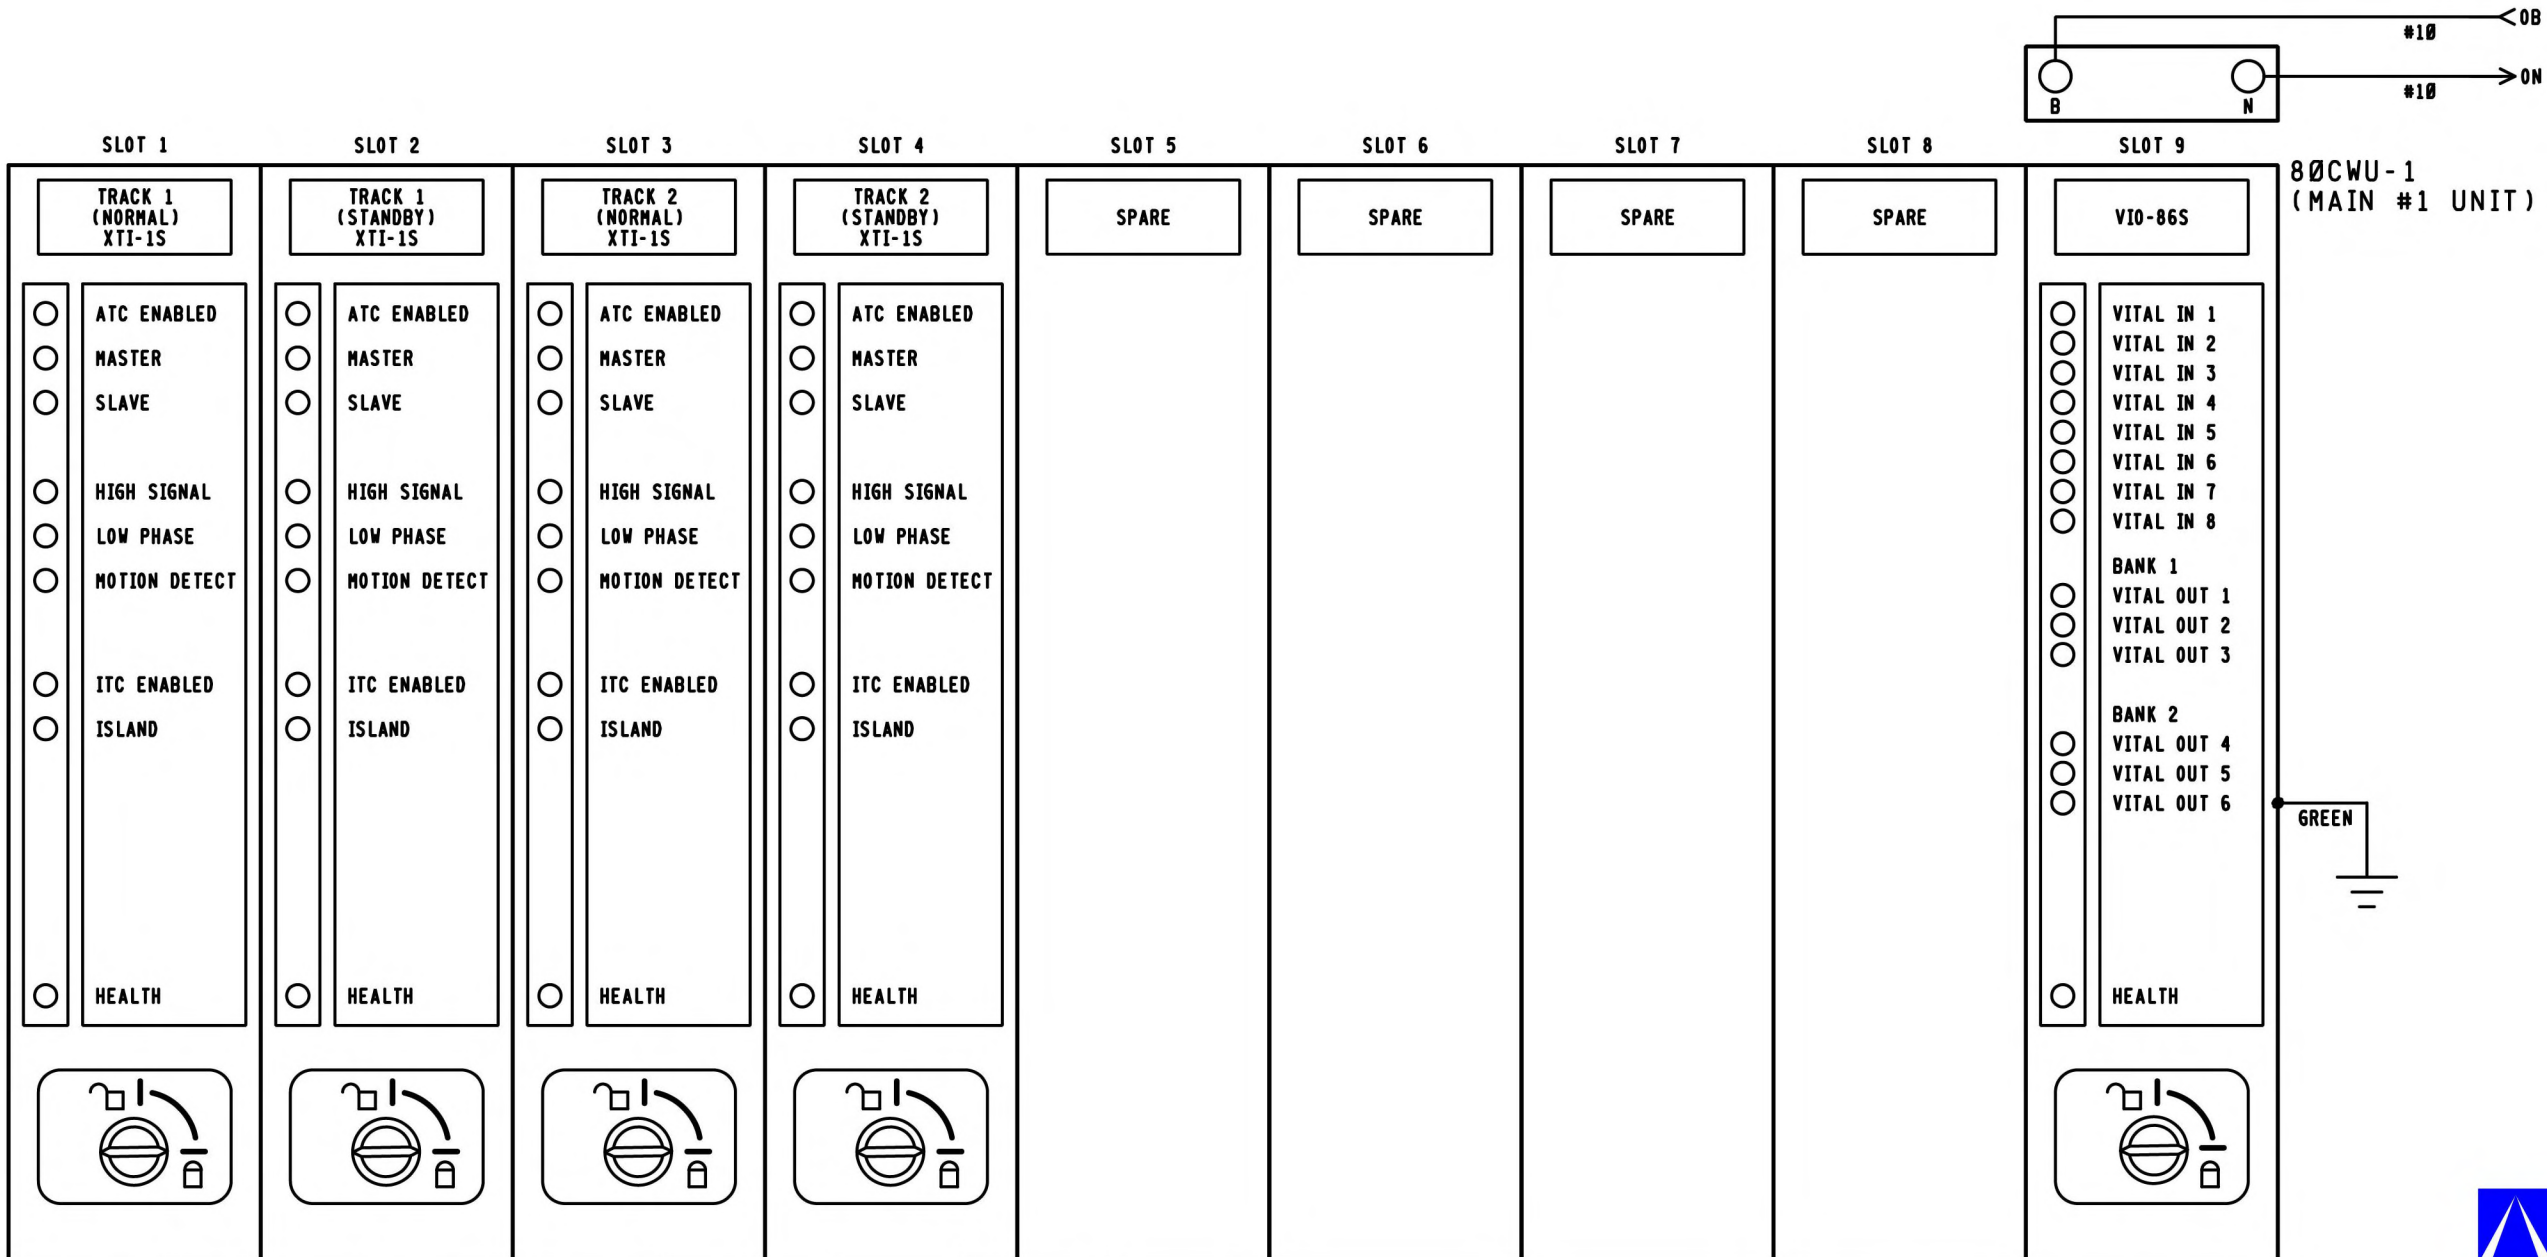 OB
#10
ON
#10
B N
SLOT 1 SLOT 2 SLOT 3 SLOT 4 SLOT 5 SLOT 6 SLOT 7 SLOT 8 SLOT 9
80CWU-1
(MAIN #1 UNIT)
TRACK 1
(NORMAL)
XTI-1S
ATC ENABLED
MASTER
SLAVE
HIGH SIGNAL
LOW PHASE
MOTION DETECT
ITC ENABLED
ISLAND
HEALTH
TRACK 1
(STANDBY)
XTI-1S
ATC ENABLED
MASTER
SLAVE
HIGH SIGNAL
LOW PHASE
MOTION DETECT
ITC ENABLED
ISLAND
HEALTH
TRACK 2
(NORMAL)
XTI-1S
ATC ENABLED
MASTER
SLAVE
HIGH SIGNAL
LOW PHASE
MOTION DETECT
ITC ENABLED
ISLAND
HEALTH
TRACK 2
(STANDBY)
XTI-1S
ATC ENABLED
MASTER
SLAVE
HIGH SIGNAL
LOW PHASE
MOTION DETECT
ITC ENABLED
ISLAND
HEALTH
SPARE
SPARE
SPARE
SPARE
VIO-86S
VITAL IN 1
VITAL IN 2
VITAL IN 3
VITAL IN 4
VITAL IN 5
VITAL IN 6
VITAL IN 7
VITAL IN 8
BANK 1
VITAL OUT 1
VITAL OUT 2
VITAL OUT 3
BANK 2
VITAL OUT 4
VITAL OUT 5
VITAL OUT 6
HEALTH
GREEN